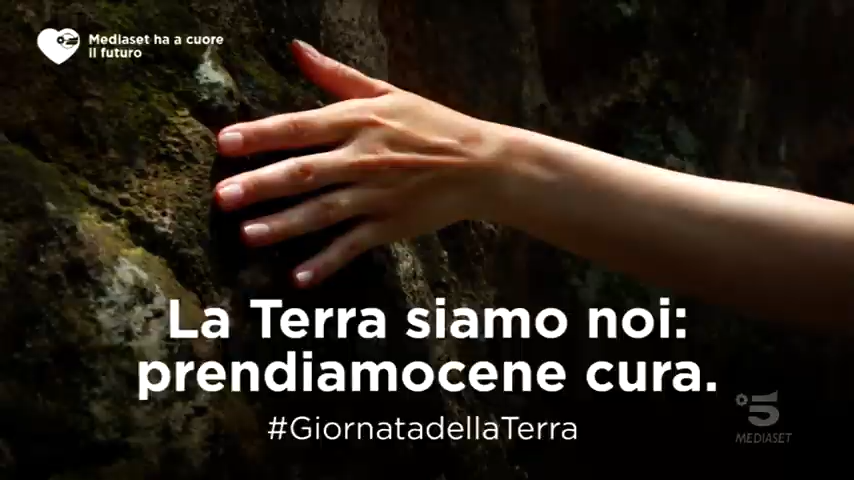 Mediaset ha a cuore
il futuro
La Terra siamo noi:
prendiamocene cura.
#GiornatadellaTerra
5
MEDIASET